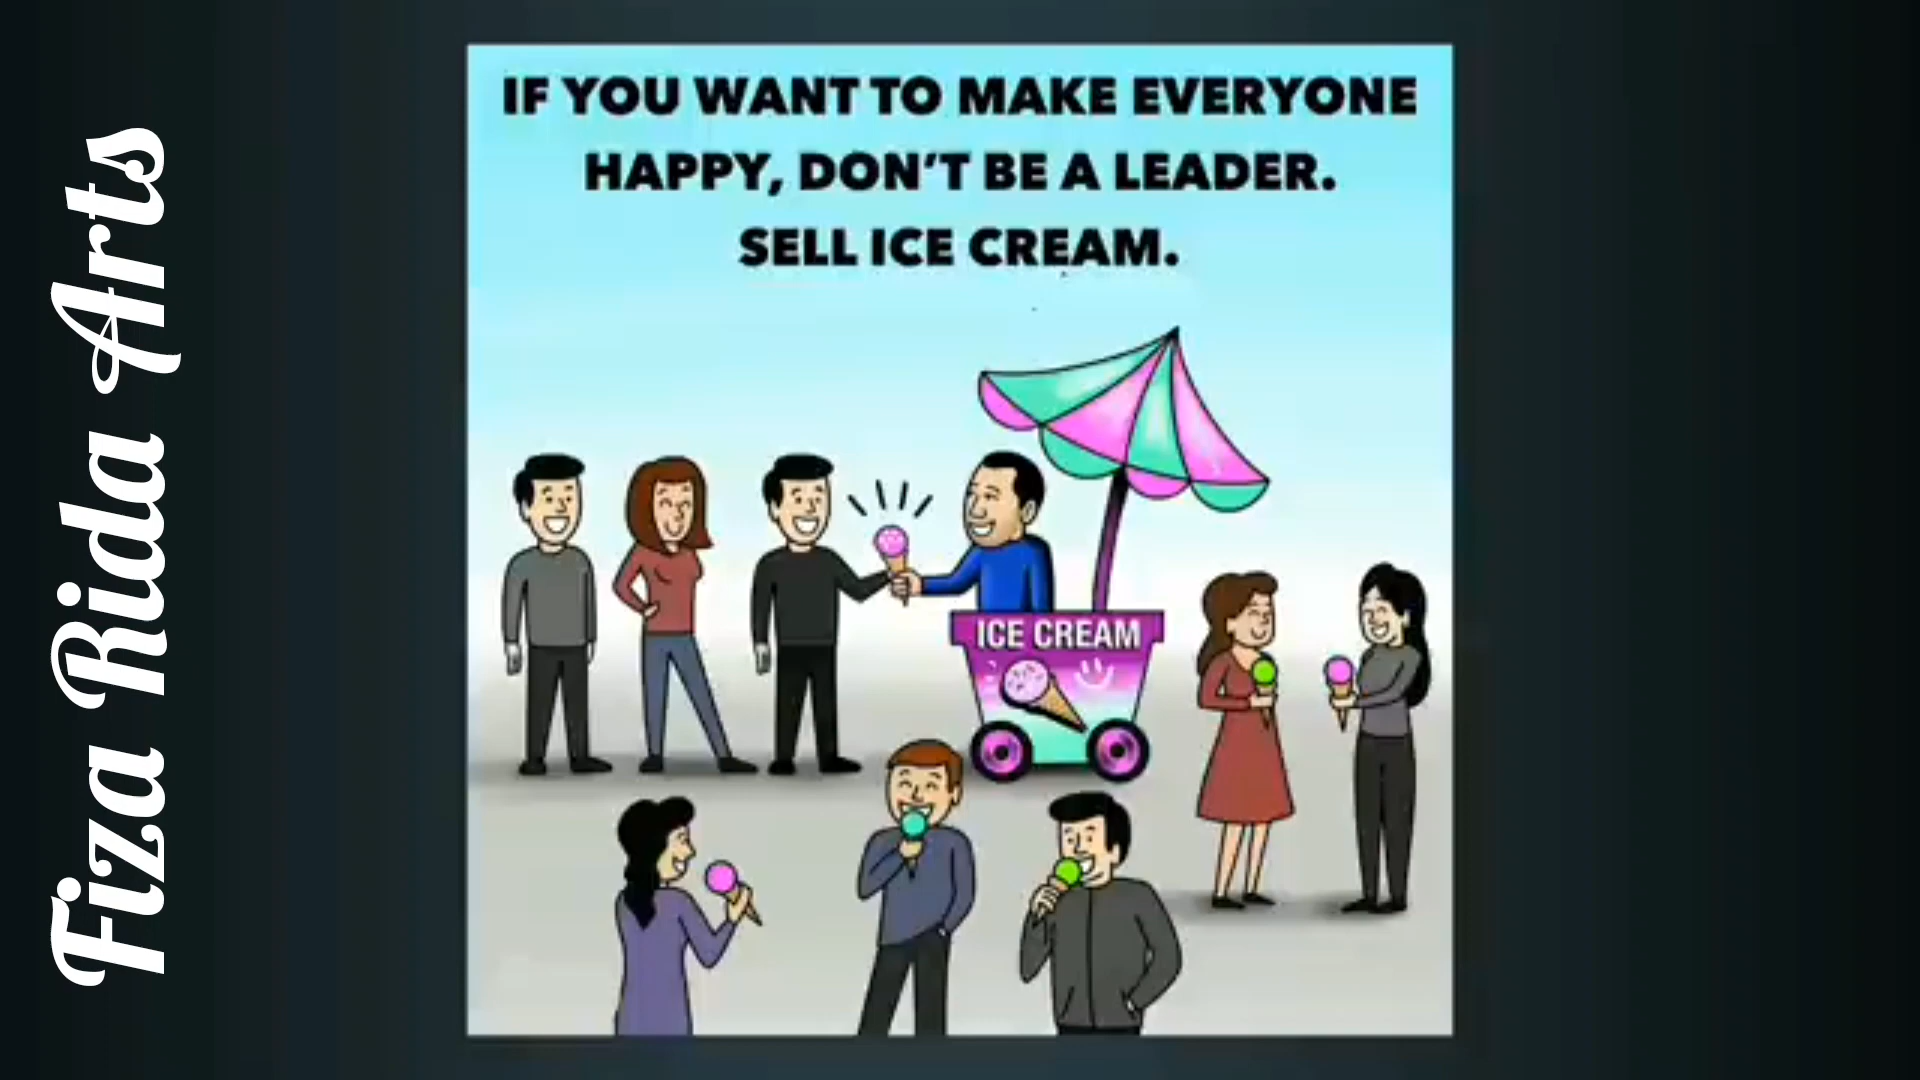 IF YOU WANT TO MAKE EVERYONE
HAPPY, DON'T BE A LEADER.
SELL ICE CREAM.
ICE CREAM
Fiza Rida Arts